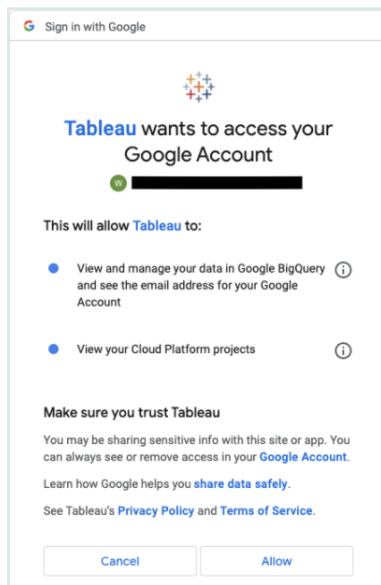 Sign in with Google
Tableau wants to access your
Google Account
W
This will allow Tableau to:
View and manage your data in Google BigQuery
and see the email address for your Google
Account
View your Cloud Platform projects
Make sure you trust Tableau
You may be sharing sensitive info with this site or app. You
can always see or remove access in your Google Account.
Learn how Google helps you share data safely.
See Tableau's Privacy Policy and Terms of Service.
Cancel
Allow